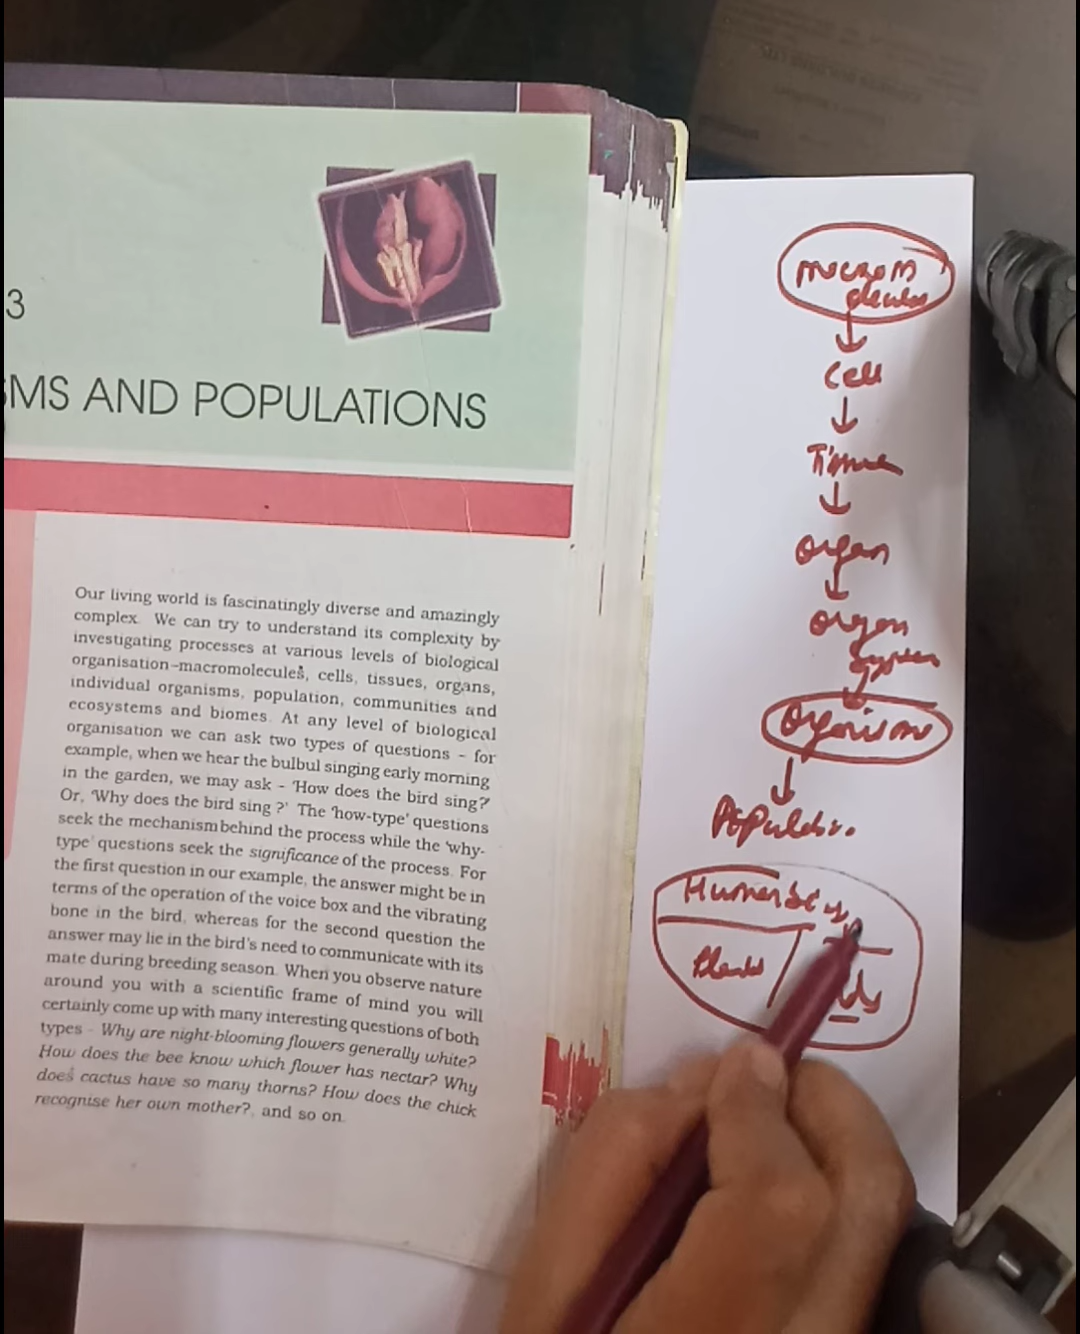 3
SMS AND POPULATIONS
Our living world is fascinatingly diverse and amazingly
complex. We can try to understand its complexity by
investigating processes at various levels of biological
organisation–macromolecules, cells, tissues, organs,
individual organisms, population, communities and
ecosystems and biomes. At any level of biological
organisation we can ask two types of questions – for
example, when we hear the bulbul singing early morning
in the garden, we may ask – 'How does the bird sing?'
Or, 'Why does the bird sing ?' The 'how-type' questions
seek the mechanism behind the process while the 'why-
type' questions seek the significance of the process. For
the first question in our example, the answer might be in
terms of the operation of the voice box and the vibrating
bone in the bird, whereas for the second question the
answer may lie in the bird's need to communicate with its
mate during breeding season. When you observe nature
around you with a scientific frame of mind you will
certainly come up with many interesting questions of both
types - Why are night-blooming flowers generally white?
How does the bee know which flower has nectar? Why
does cactus have so many thorns? How does the chick
recognise her own mother?, and so on.
Cell
Tissue
organ
organ
system
organism
Population